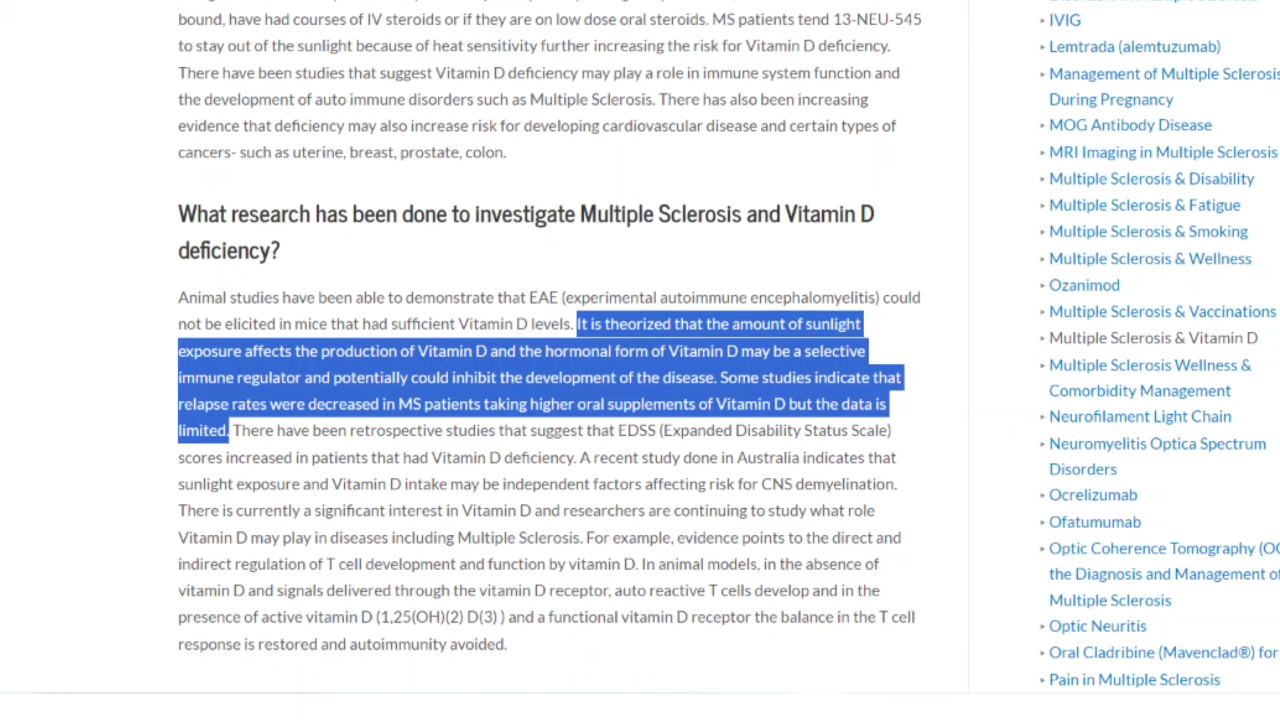 bound, have had courses of IV steroids or if they are on low dose oral steroids. MS patients tend 13-NEU-545
to stay out of the sunlight because of heat sensitivity further increasing the risk for Vitamin D deficiency.
There have been studies that suggest Vitamin D deficiency may play a role in immune system function and
the development of auto immune disorders such as Multiple Sclerosis. There has also been increasing
evidence that deficiency may also increase risk for developing cardiovascular disease and certain types of
cancers- such as uterine, breast, prostate, colon.
What research has been done to investigate Multiple Sclerosis and Vitamin D
deficiency?
Animal studies have been able to demonstrate that EAE (experimental autoimmune encephalomyelitis) could
not be elicited in mice that had sufficient Vitamin D levels. It is theorized that the amount of sunlight
exposure affects the production of Vitamin D and the hormonal form of Vitamin D may be a selective
immune regulator and potentially could inhibit the development of the disease. Some studies indicate that
relapse rates were decreased in MS patients taking higher oral supplements of Vitamin D but the data is
limited. There have been retrospective studies that suggest that EDSS (Expanded Disability Status Scale)
scores increased in patients that had Vitamin D deficiency. A recent study done in Australia indicates that
sunlight exposure and Vitamin D intake may be independent factors affecting risk for CNS demyelination.
There is currently a significant interest in Vitamin D and researchers are continuing to study what role
Vitamin D may play in diseases including Multiple Sclerosis. For example, evidence points to the direct and
indirect regulation of T cell development and function by vitamin D. In animal models, in the absence of
vitamin D and signals delivered through the vitamin D receptor, auto reactive T cells develop and in the
presence of active vitamin D (1,25(OH)(2) D(3) ) and a functional vitamin D receptor the balance in the T cell
response is restored and autoimmunity avoided.
IVIG
Lemtrada (alemtuzumab)
Management of Multiple Sclerosis
During Pregnancy
MOG Antibody Disease
MRI Imaging in Multiple Sclerosis
Multiple Sclerosis & Disability
Multiple Sclerosis & Fatigue
Multiple Sclerosis & Smoking
Multiple Sclerosis & Wellness
Ozanimod
Multiple Sclerosis & Vaccinations
Multiple Sclerosis & Vitamin D
Multiple Sclerosis Wellness &
Comorbidity Management
Neurofilament Light Chain
Neuromyelitis Optica Spectrum
Disorders
Ocrelizumab
Ofatumumab
Optic Coherence Tomography (OC
the Diagnosis and Management of
Multiple Sclerosis
Optic Neuritis
Oral Cladribine (Mavenclad®) for
Pain in Multiple Sclerosis